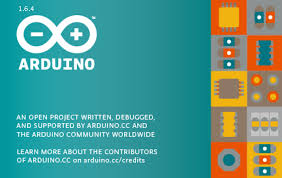 1.6.4
ARDUINO
AN OPEN PROJECT WRITTEN, DEBUGGED,
AND SUPPORTED BY ARDUINO.CC AND
THE ARDUINO COMMUNITY WORLDWIDE
LEARN MORE ABOUT THE CONTRIBUTORS
OF ARDUINO.CC on arduino.cc/credits